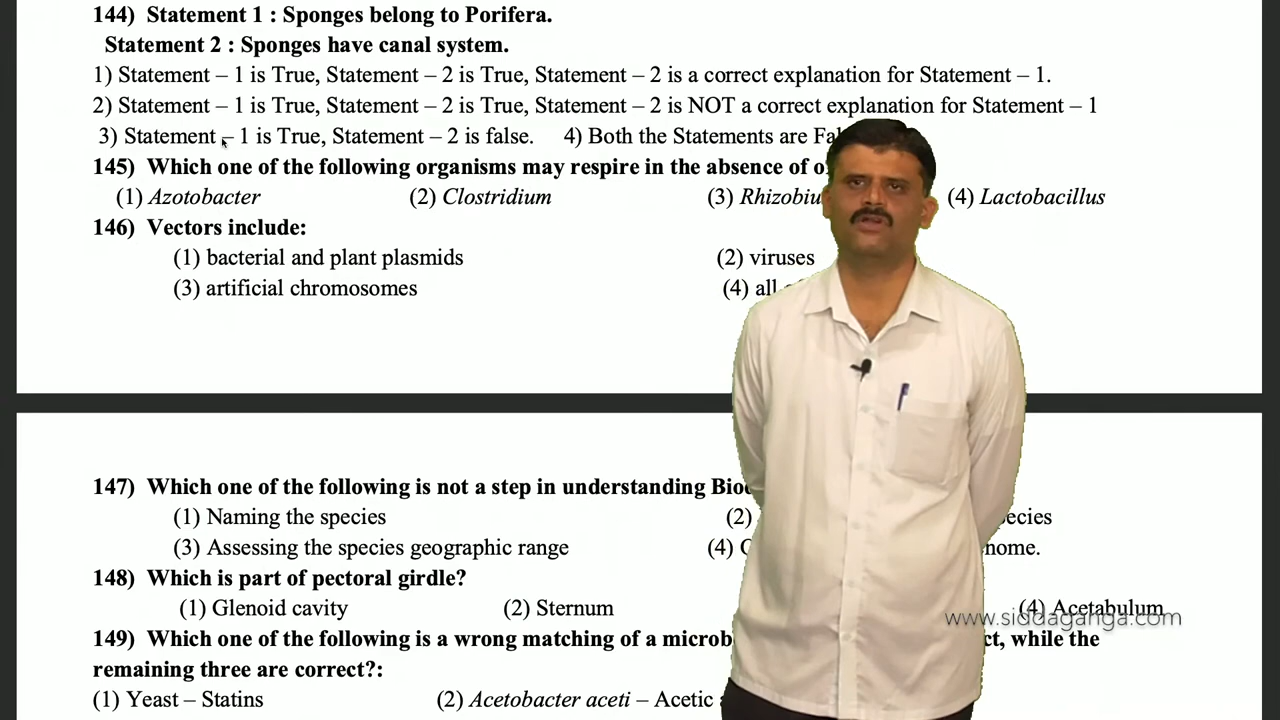 144) Statement 1 : Sponges belong to Porifera.
Statement 2 : Sponges have canal system.
1) Statement – 1 is True, Statement – 2 is True, Statement – 2 is a correct explanation for Statement – 1.
2) Statement – 1 is True, Statement – 2 is True, Statement – 2 is NOT a correct explanation for Statement – 1
3) Statement – 1 is True, Statement – 2 is false. 4) Both the Statements are
145) Which one of the following organisms may respire in the absence of
(1) Azotobacter (2) Clostridium (3) (4) Lactobacillus
146) Vectors include:
(1) bacterial and plant plasmids (2) viruses
(3) artificial chromosomes (4) all
147) Which one of the following is not a step in understanding
(1) Naming the species (2)
(3) Assessing the species geographic range (4)
148) Which is part of pectoral girdle?
(1) Glenoid cavity (2) Sternum (4) Acetabulum
www.siddaganga.com
149) Which one of the following is a wrong matching of a while the
remaining three are correct?:
(1) Yeast – Statins (2) Acetobacter aceti – Acetic